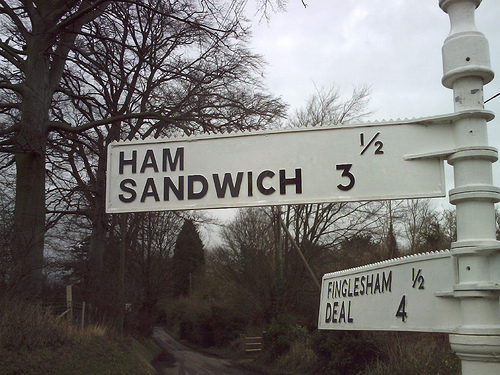 HAM ½
SANDWICH 3
FINGLESHAM ½
DEAL 4